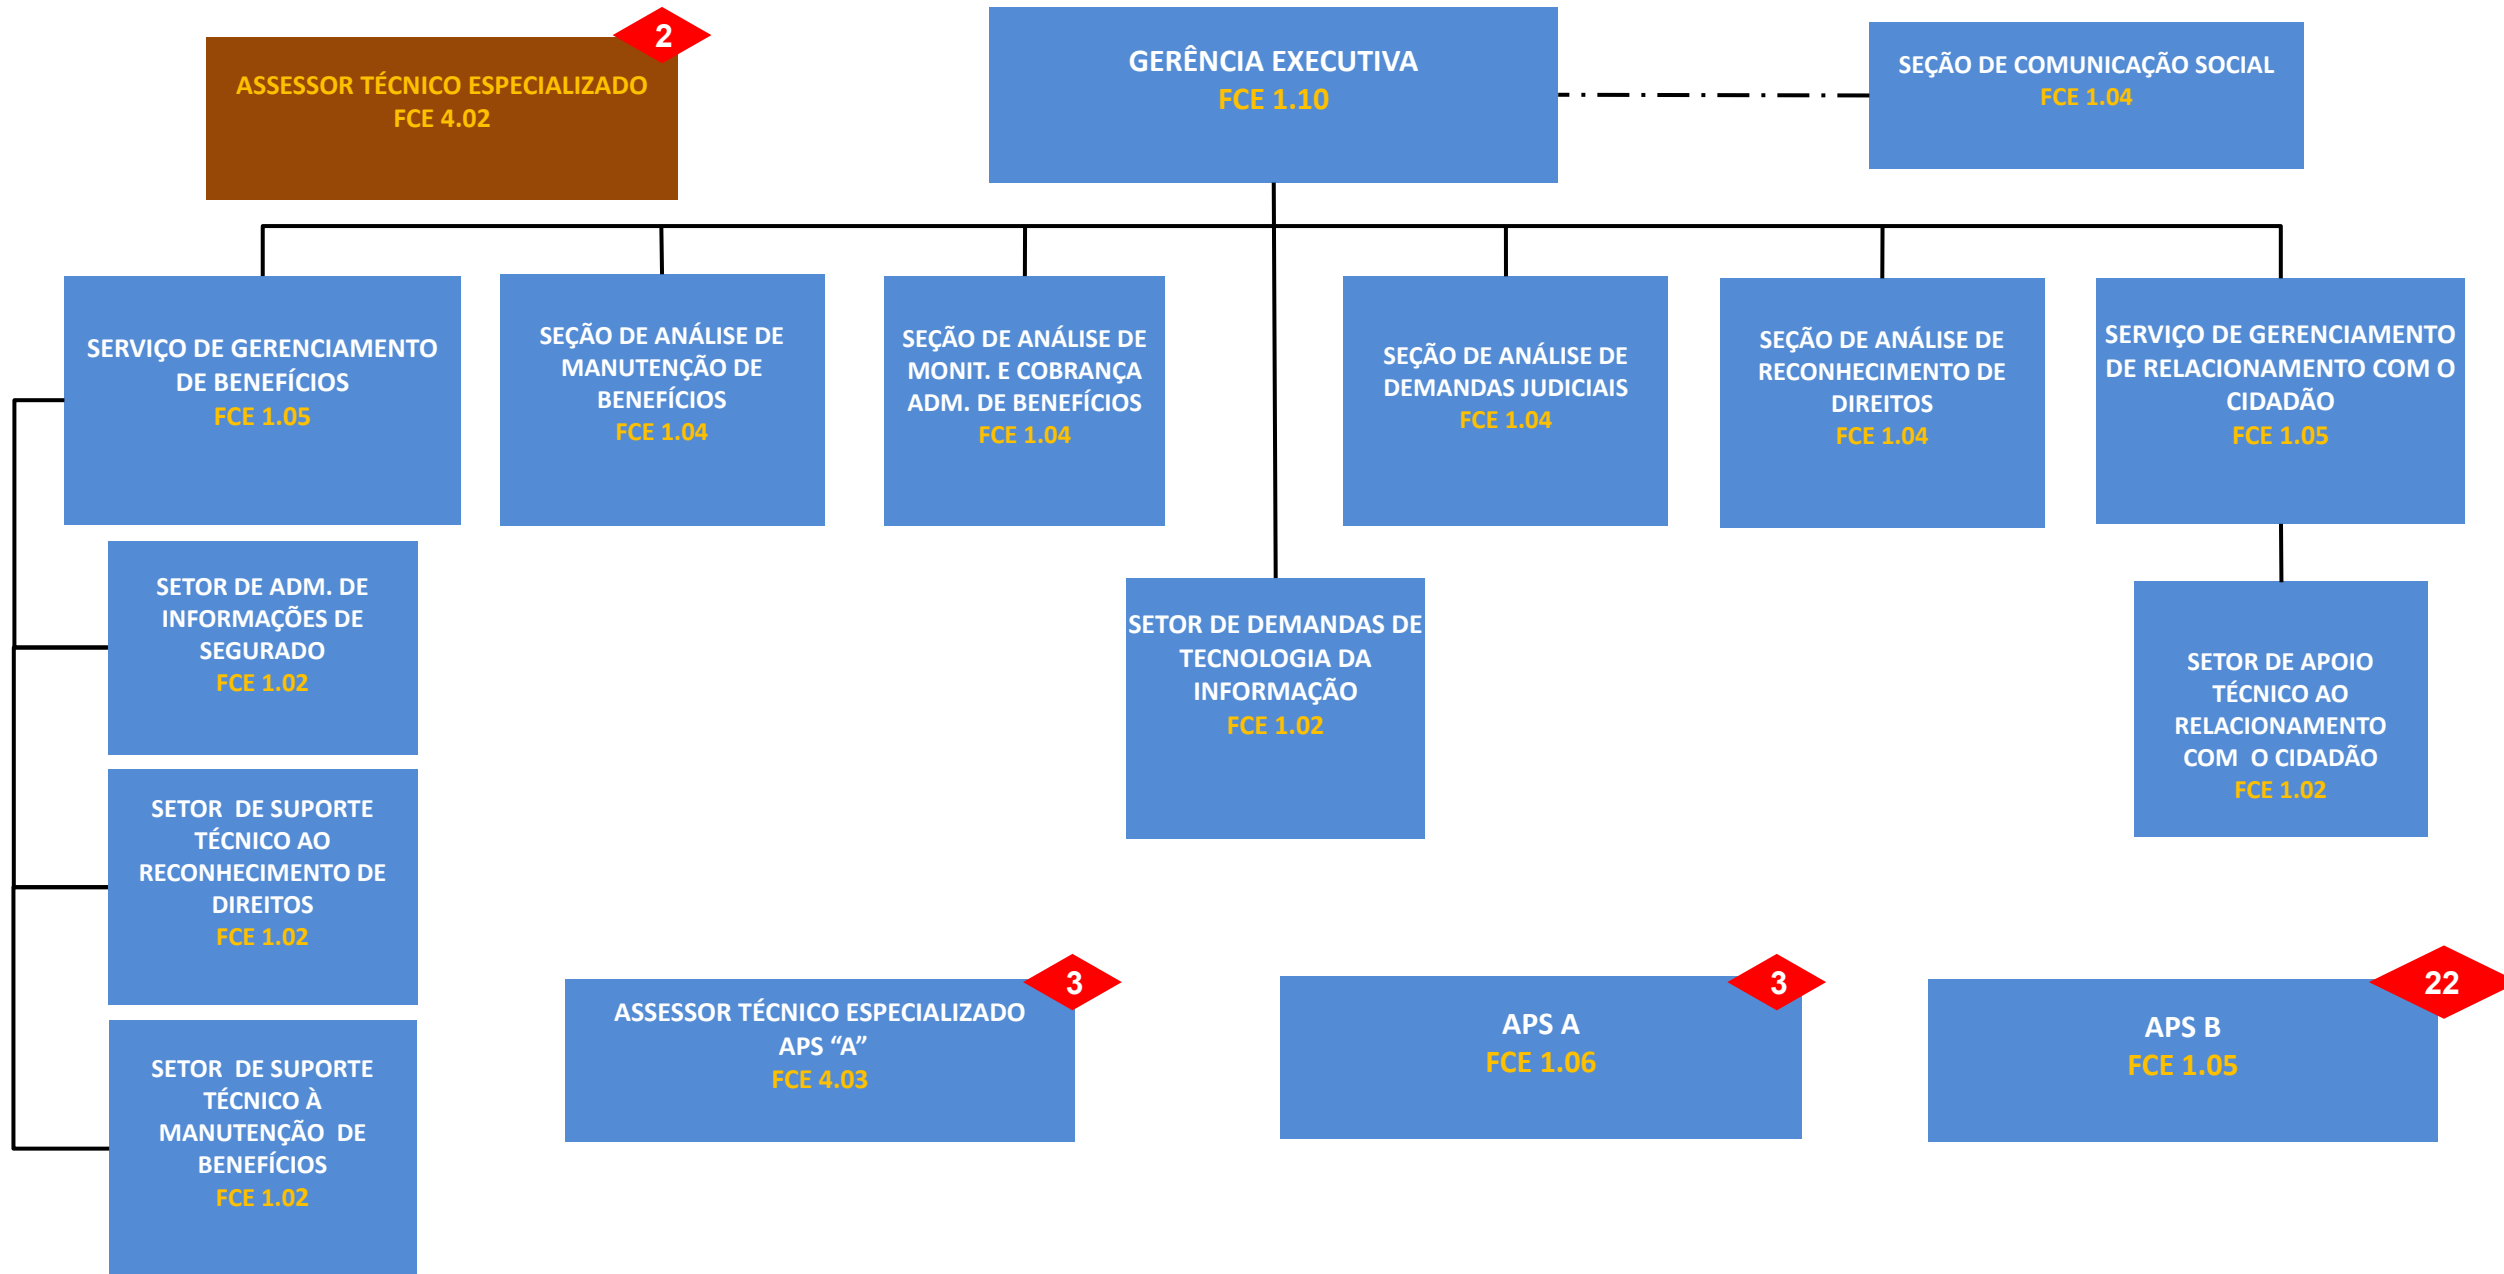 2
ASSESSOR TÉCNICO ESPECIALIZADO
FCE 4.02
GERÊNCIA EXECUTIVA
FCE 1.10
SEÇÃO DE COMUNICAÇÃO SOCIAL
FCE 1.04
SERVIÇO DE GERENCIAMENTO
DE BENEFÍCIOS
FCE 1.05
SEÇÃO DE ANÁLISE DE
MANUTENÇÃO DE
BENEFÍCIOS
FCE 1.04
SEÇÃO DE ANÁLISE DE
MONIT. E COBRANÇA
ADM. DE BENEFÍCIOS
FCE 1.04
SEÇÃO DE ANÁLISE DE
DEMANDAS JUDICIAIS
FCE 1.04
SEÇÃO DE ANÁLISE DE
RECONHECIMENTO DE
DIREITOS
FCE 1.04
SERVIÇO DE GERENCIAMENTO
DE RELACIONAMENTO COM O
CIDADÃO
FCE 1.05
SETOR DE ADM. DE
INFORMAÇÕES DE
SEGURADO
FCE 1.02
SETOR DE DEMANDAS DE
TECNOLOGIA DA
INFORMAÇÃO
FCE 1.02
SETOR DE APOIO
TÉCNICO AO
RELACIONAMENTO
COM O CIDADÃO
FCE 1.02
SETOR DE SUPORTE
TÉCNICO AO
RECONHECIMENTO DE
DIREITOS
FCE 1.02
SETOR DE SUPORTE
TÉCNICO À
MANUTENÇÃO DE
BENEFÍCIOS
FCE 1.02
3
ASSESSOR TÉCNICO ESPECIALIZADO
APS “A”
FCE 4.03
3
APS A
FCE 1.06
22
APS B
FCE 1.05